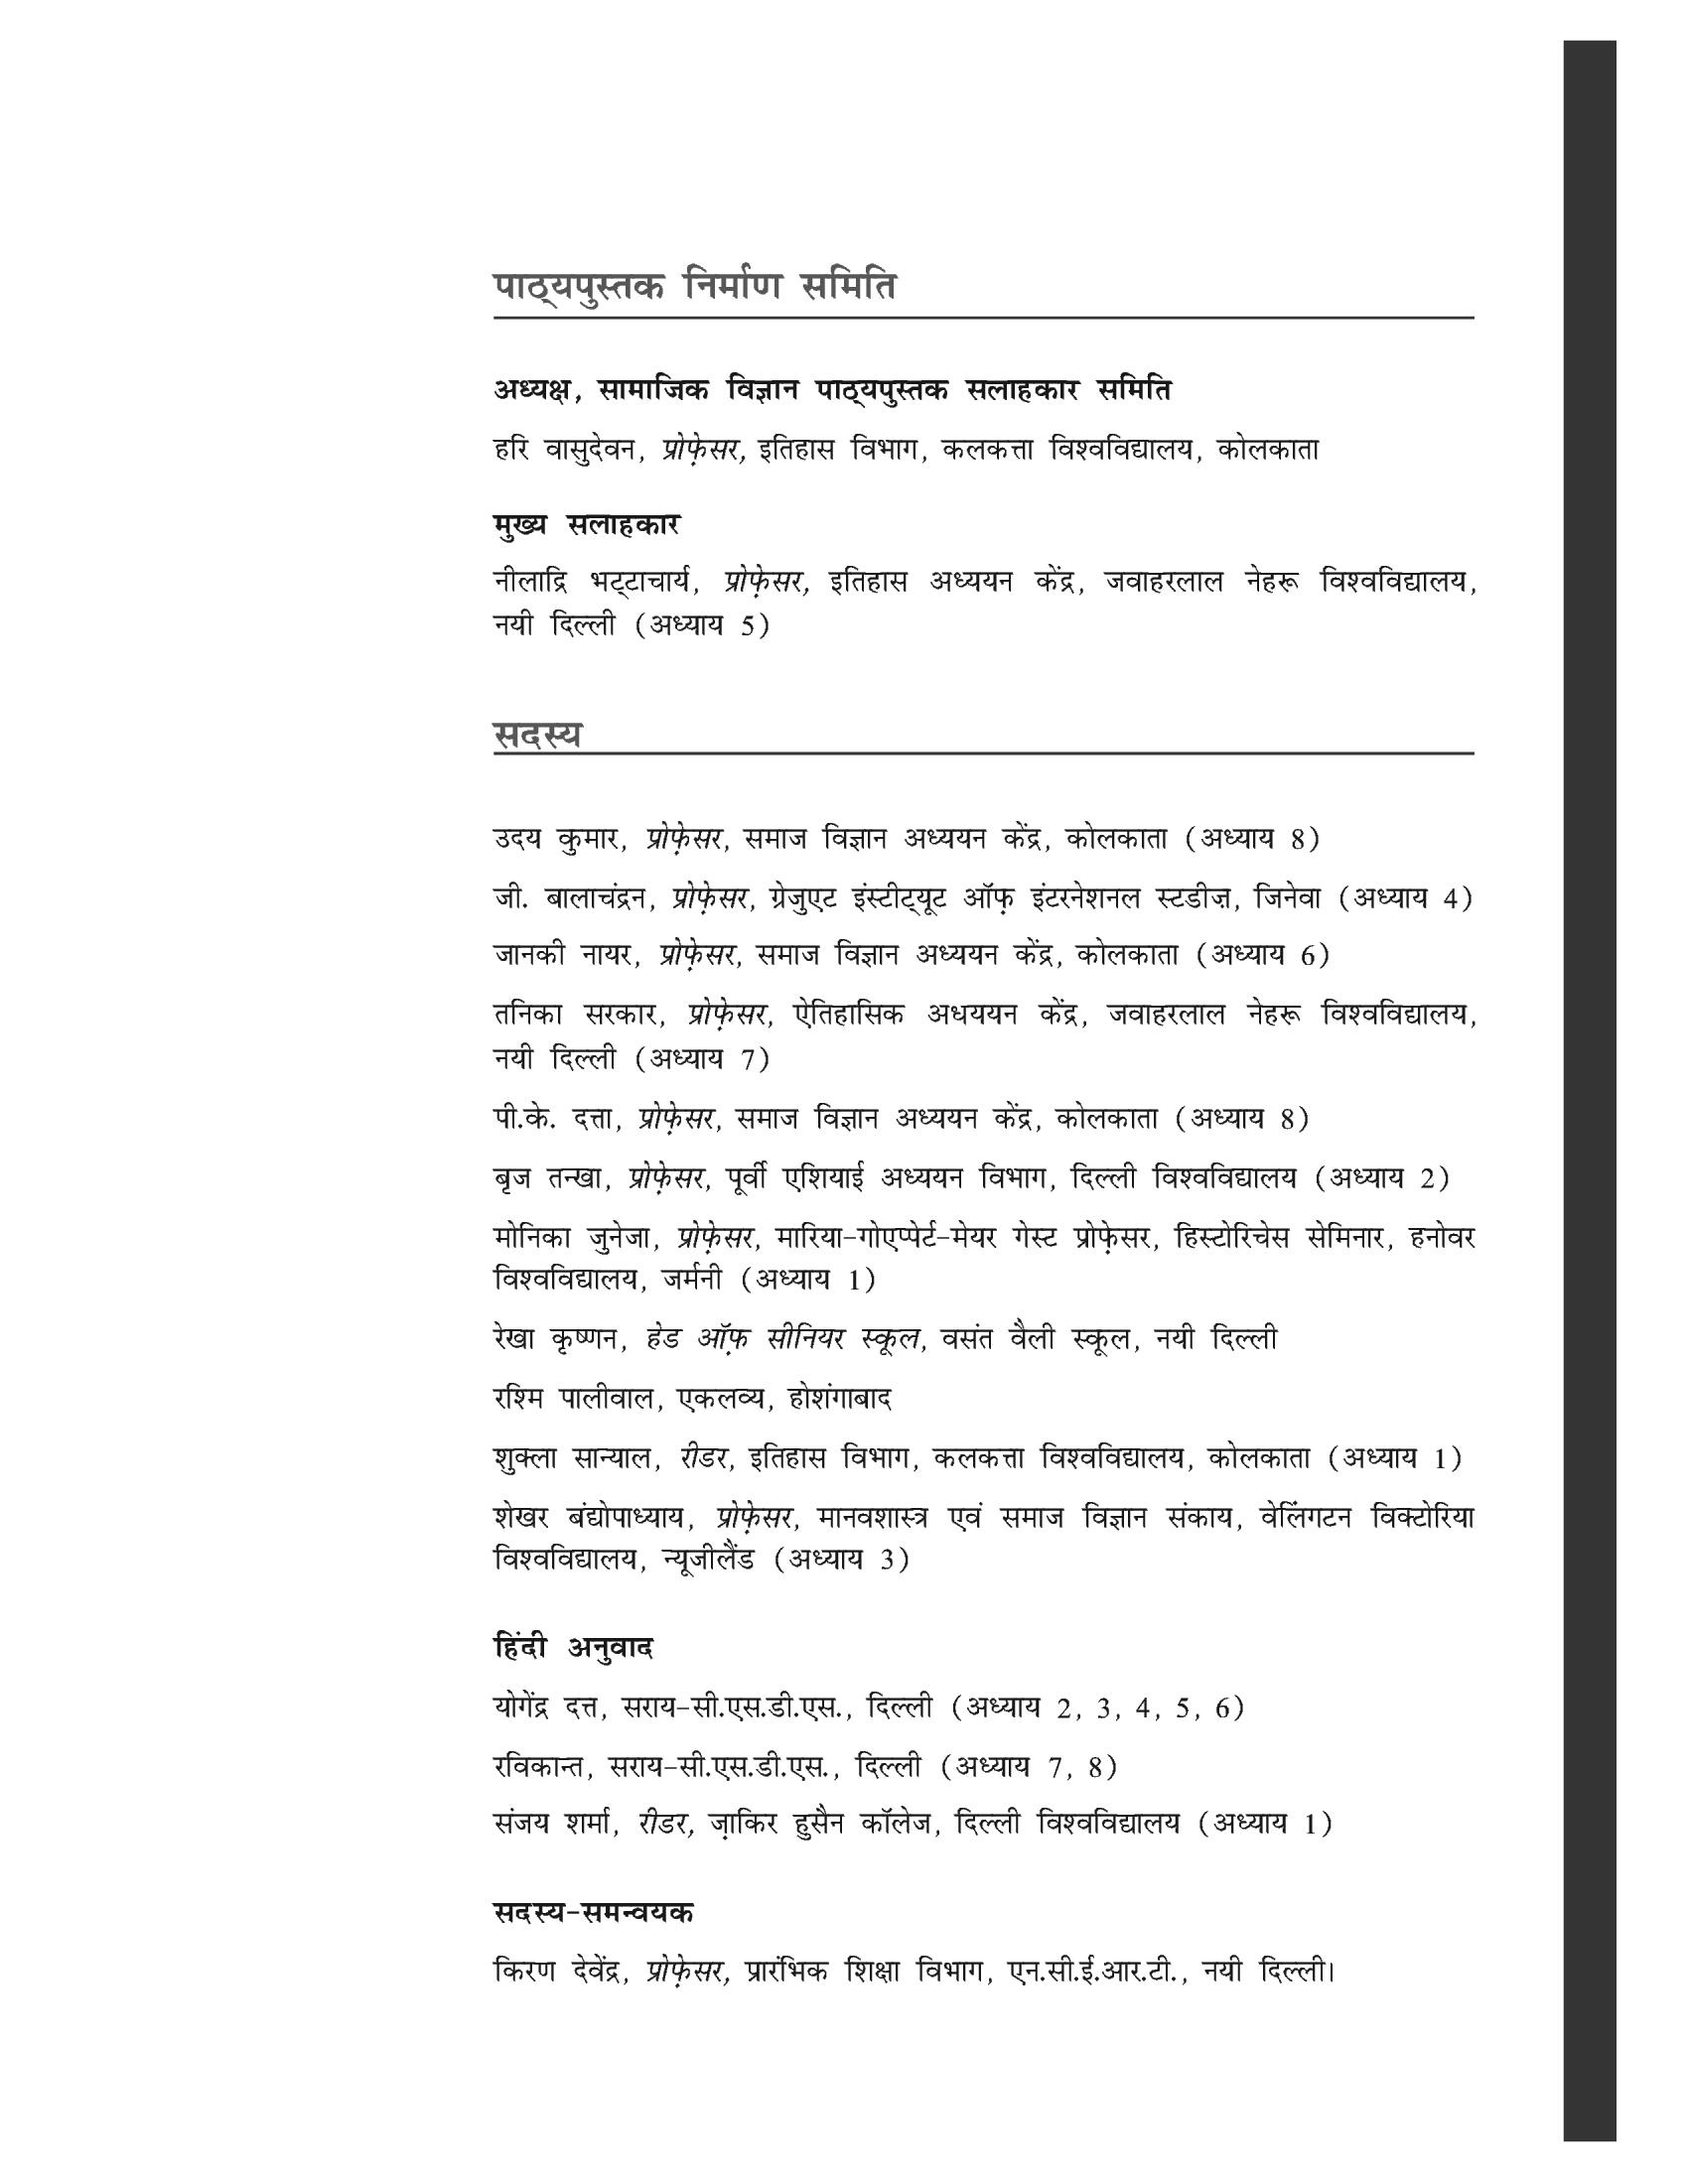 पाठ्यपुस्तक निर्माण समिति
अध्यक्ष, सामाजिक विज्ञान पाठ्यपुस्तक सलाहकार समिति
हरि वासुदेवन, प्रोफ़ेसर, इतिहास विभाग, कलकत्ता विश्वविद्यालय, कोलकाता
मुख्य सलाहकार
नीलाद्रि भट्टाचार्य, प्रोफ़ेसर, इतिहास अध्ययन केंद्र, जवाहरलाल नेहरू विश्वविद्यालय,
नयी दिल्ली (अध्याय 5)
सदस्य
उदय कुमार, प्रोफ़ेसर, समाज विज्ञान अध्ययन केंद्र, कोलकाता (अध्याय 8)
जी. बालाचंद्रन, प्रोफ़ेसर, ग्रेजुएट इंस्टीट्यूट ऑफ़ इंटरनेशनल स्टडीज़, जिनेवा (अध्याय 4)
जानकी नायर, प्रोफ़ेसर, समाज विज्ञान अध्ययन केंद्र, कोलकाता (अध्याय 6)
तनिका सरकार, प्रोफ़ेसर, ऐतिहासिक अधययन केंद्र, जवाहरलाल नेहरू विश्वविद्यालय,
नयी दिल्ली (अध्याय 7)
पी.के. दत्ता, प्रोफ़ेसर, समाज विज्ञान अध्ययन केंद्र, कोलकाता (अध्याय 8)
बृज तन्खा, प्रोफ़ेसर, पूर्वी एशियाई अध्ययन विभाग, दिल्ली विश्वविद्यालय (अध्याय 2)
मोनिका जुनेजा, प्रोफ़ेसर, मारिया-गोएप्पेर्ट-मेयर गेस्ट प्रोफ़ेसर, हिस्टोरिचेस सेमिनार, हनोवर
विश्वविद्यालय, जर्मनी (अध्याय 1)
रेखा कृष्णन, हेड ऑफ़ सीनियर स्कूल, वसंत वैली स्कूल, नयी दिल्ली
रश्मि पालीवाल, एकलव्य, होशंगाबाद
शुक्ला सान्याल, रीडर, इतिहास विभाग, कलकत्ता विश्वविद्यालय, कोलकाता (अध्याय 1)
शेखर बंद्योपाध्याय, प्रोफ़ेसर, मानवशास्त्र एवं समाज विज्ञान संकाय, वेलिंगटन विक्टोरिया
विश्वविद्यालय, न्यूजीलैंड (अध्याय 3)
हिंदी अनुवाद
योगेंद्र दत्त, सराय-सी.एस.डी.एस., दिल्ली (अध्याय 2, 3, 4, 5, 6)
रविकान्त, सराय-सी.एस.डी.एस., दिल्ली (अध्याय 7, 8)
संजय शर्मा, रीडर, ज़ाकिर हुसैन कॉलेज, दिल्ली विश्वविद्यालय (अध्याय 1)
सदस्य-समन्वयक
किरण देवेंद्र, प्रोफ़ेसर, प्रारंभिक शिक्षा विभाग, एन.सी.ई.आर.टी., नयी दिल्ली।